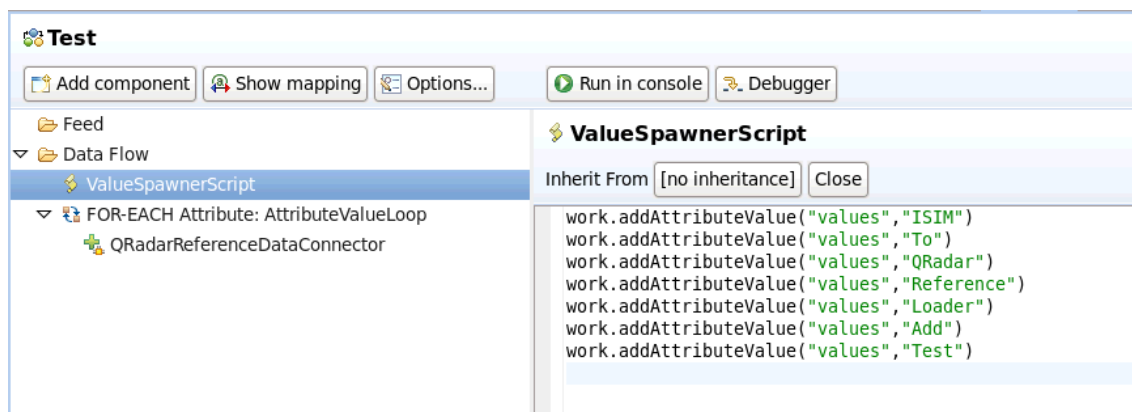 Test
Add component Show mapping Options... Run in console Debugger
Feed
Data Flow
ValueSpawnerScript
FOR-EACH Attribute: AttributeValueLoop
QRadarReferenceDataConnector
ValueSpawnerScript
Inherit From [no inheritance] Close
work.addAttributeValue("values","ISIM")
work.addAttributeValue("values","To")
work.addAttributeValue("values","QRadar")
work.addAttributeValue("values","Reference")
work.addAttributeValue("values","Loader")
work.addAttributeValue("values","Add")
work.addAttributeValue("values","Test")